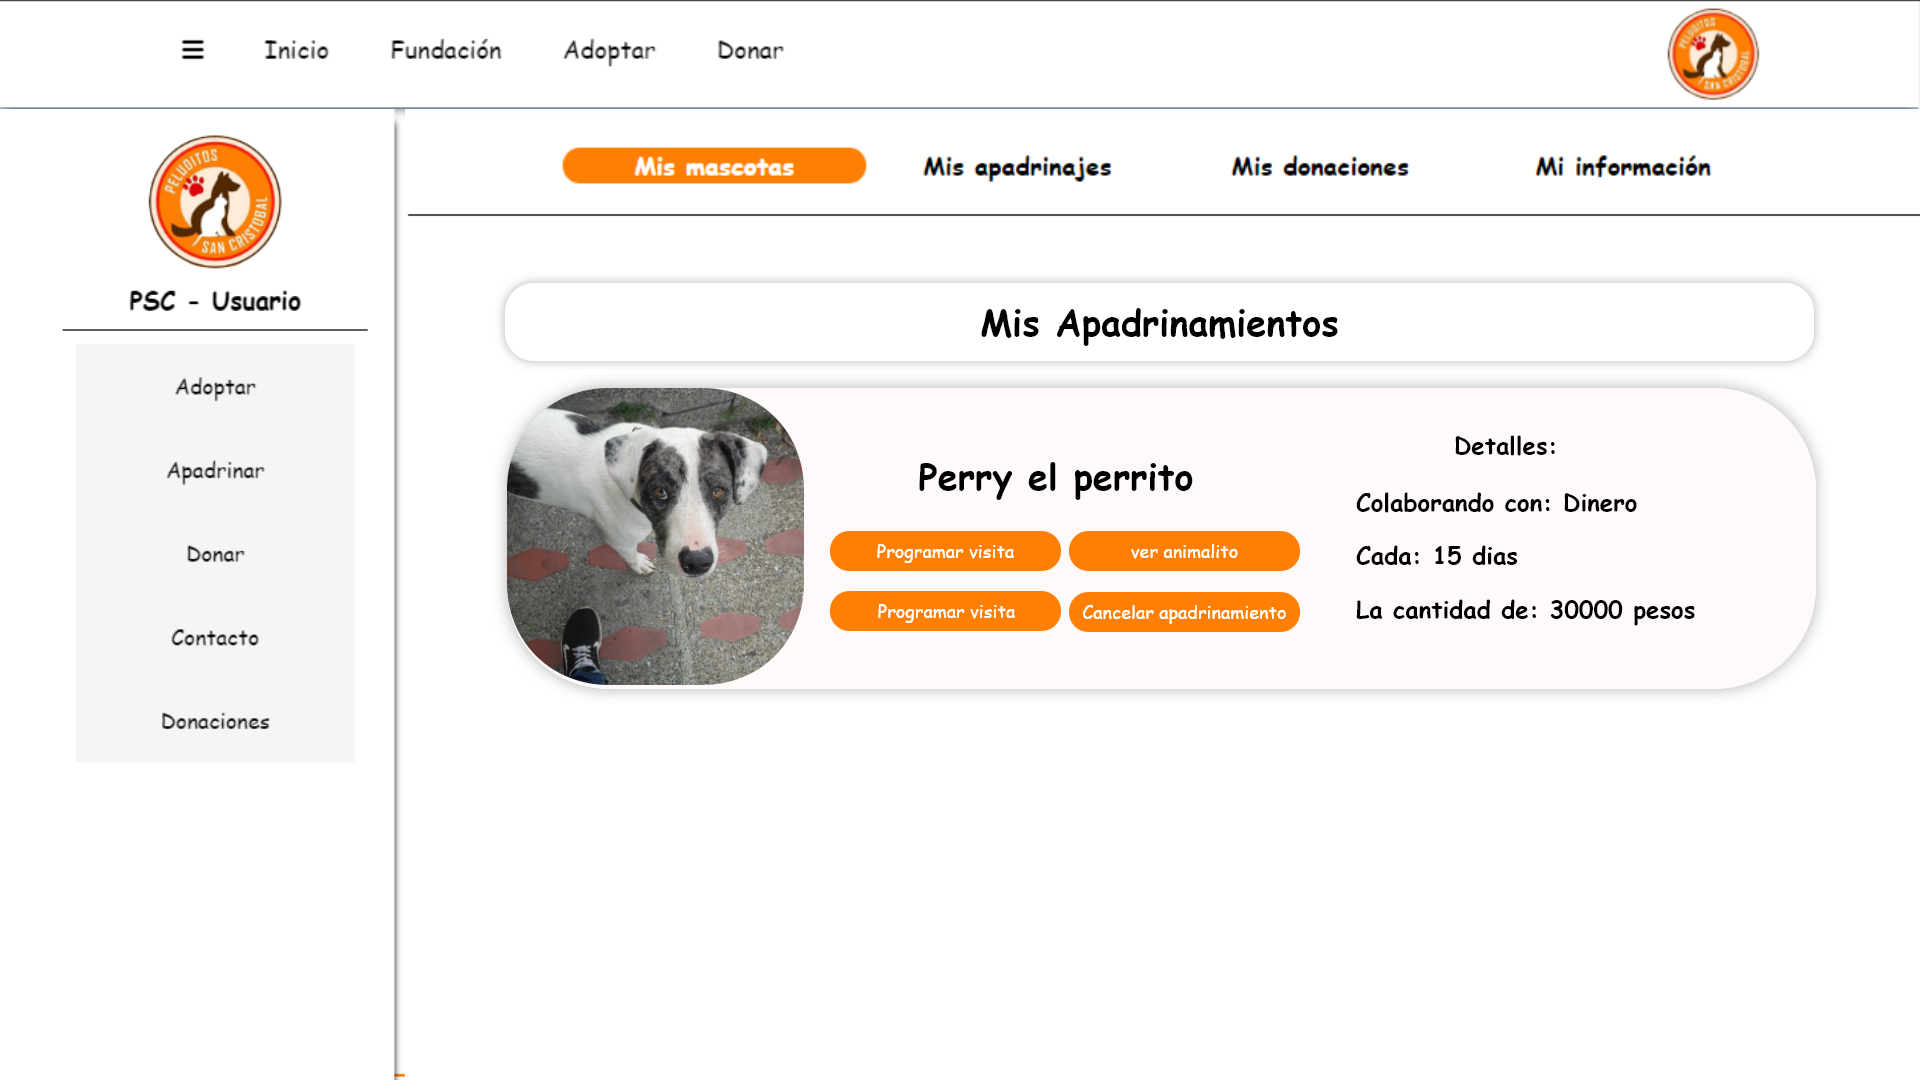 ☰ Inicio Fundación Adoptar Donar
PELUDITOS SAN CRISTOBAL
PELUDITOS SAN CRISTOBAL
PSC - Usuario
Adoptar
Apadrinar
Donar
Contacto
Donaciones
Mis mascotas Mis apadrinajes Mis donaciones Mi información
Mis Apadrinamientos
Perry el perrito
Programar visita ver animalito
Programar visita Cancelar apadrinamiento
Detalles:
Colaborando con: Dinero
Cada: 15 dias
La cantidad de: 30000 pesos